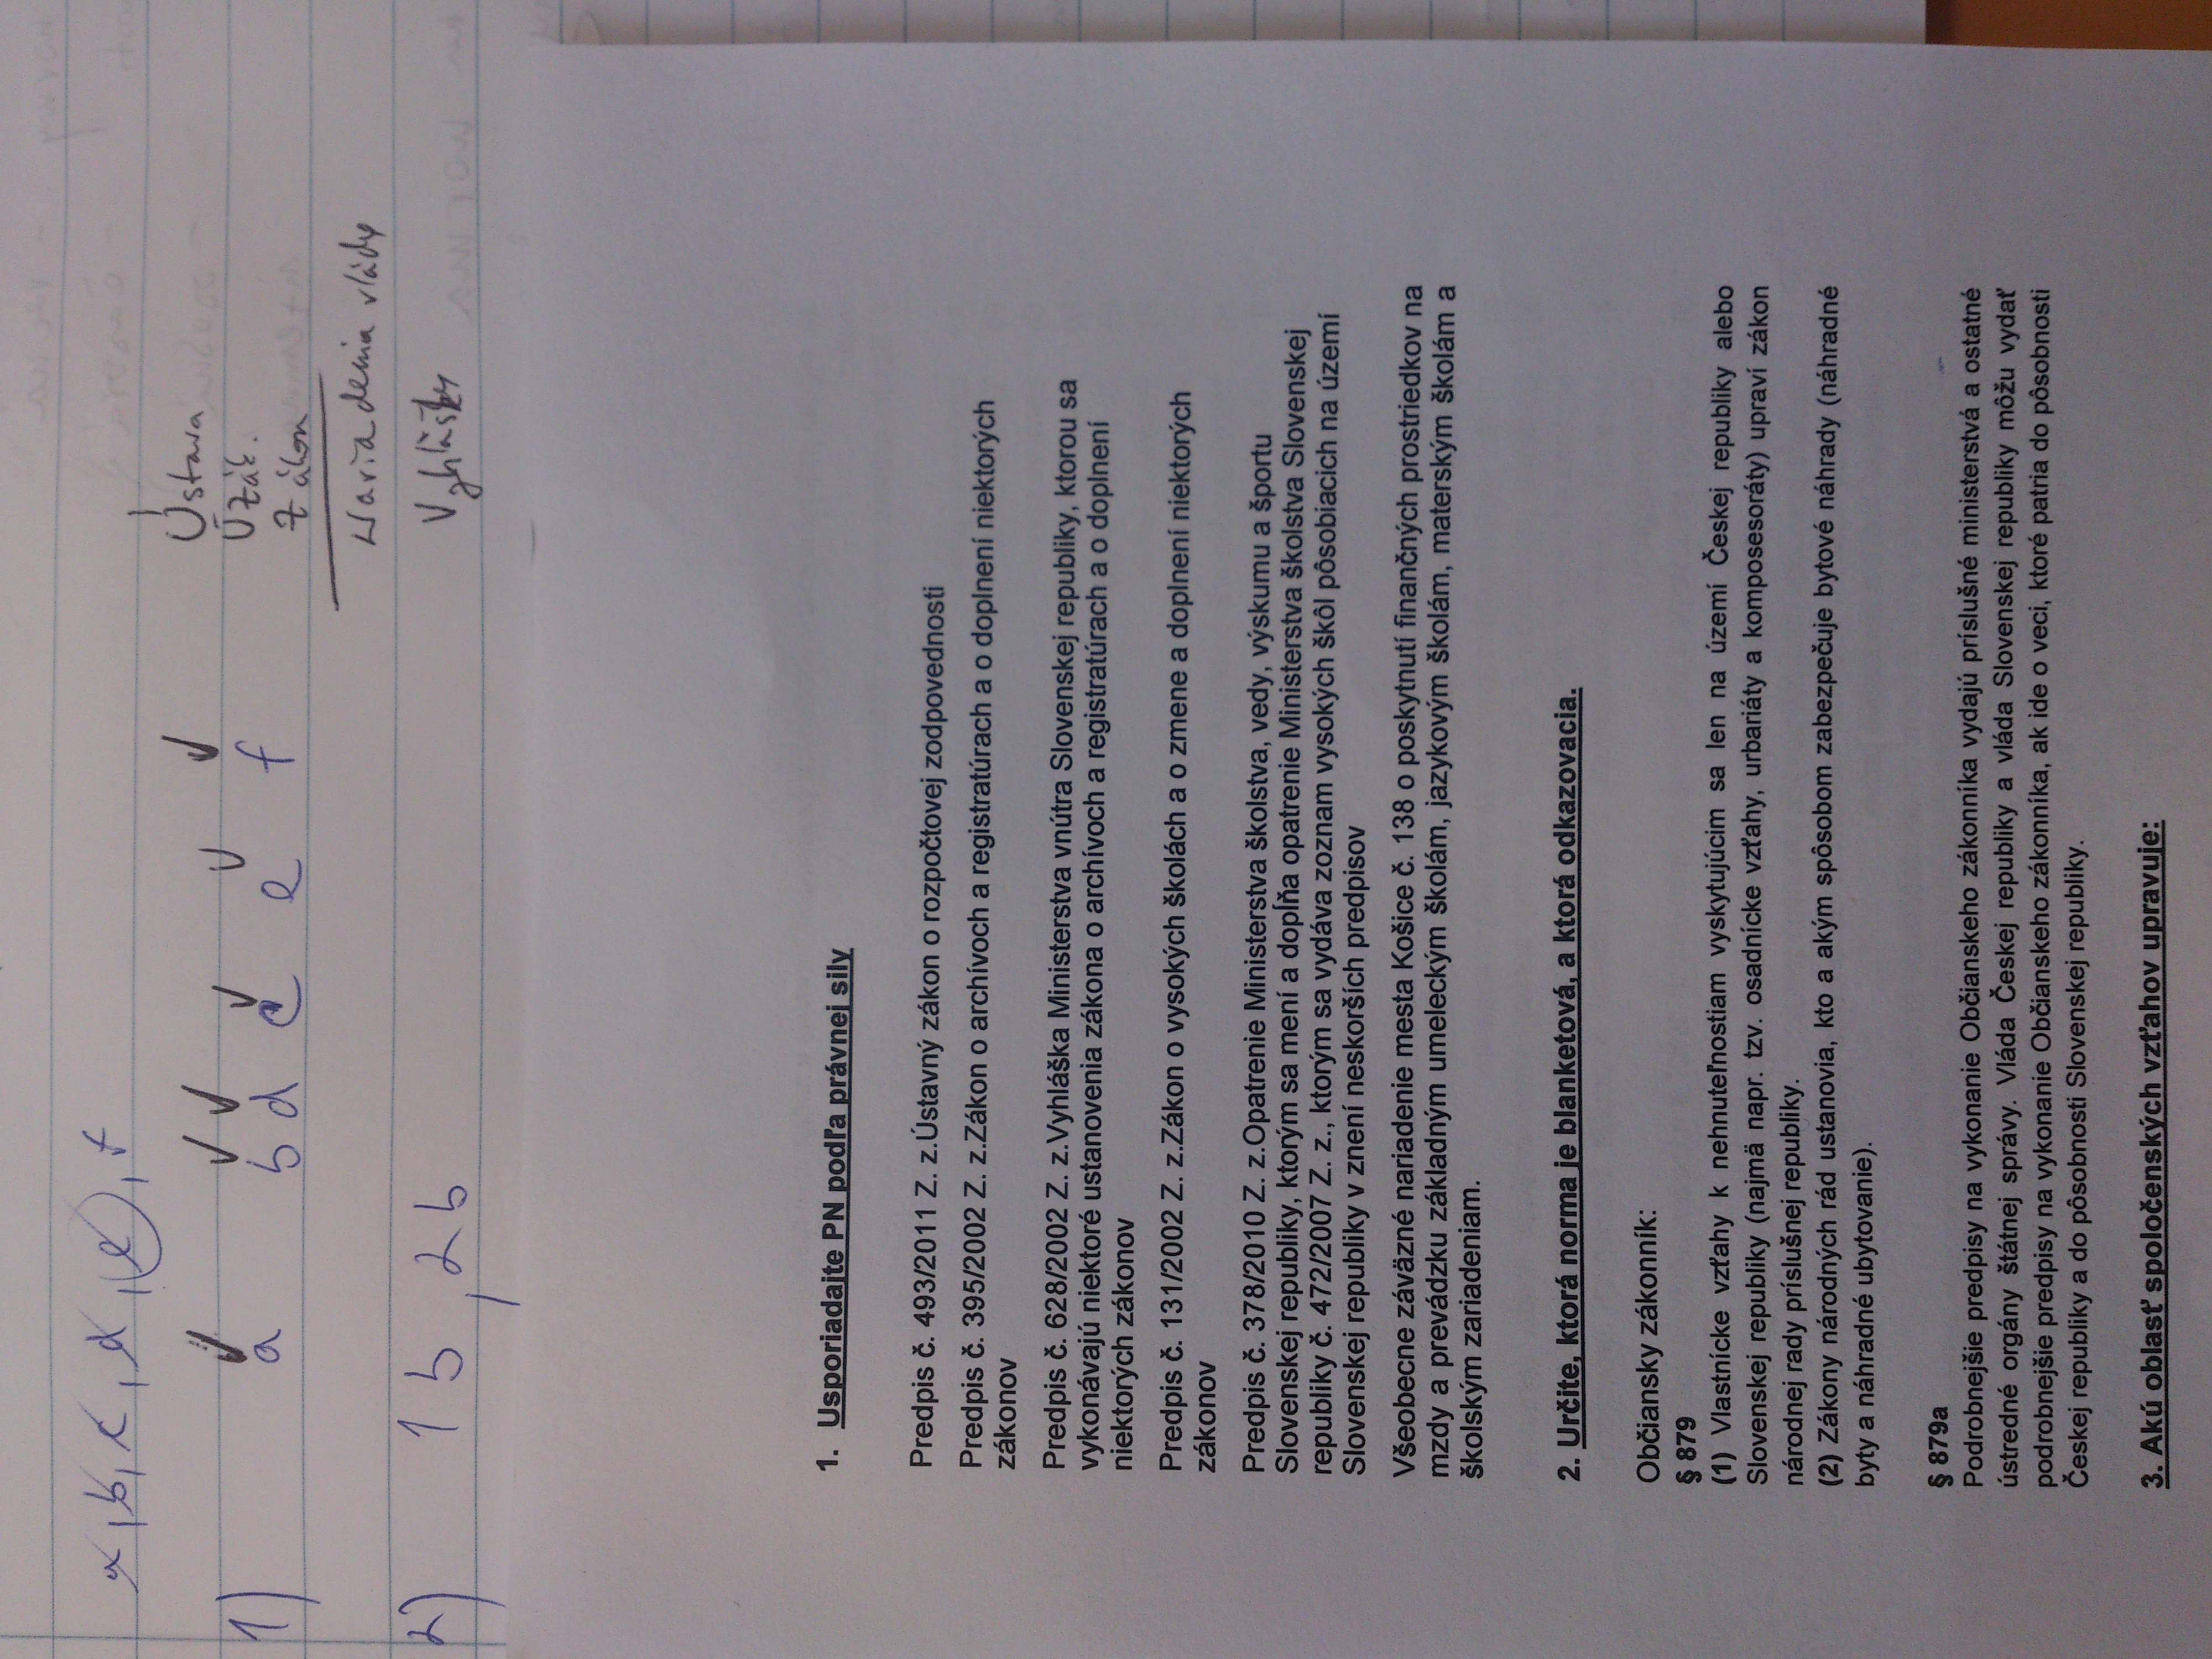 a, b, c, d, e, f
1) a b d c e f
Ústava
Úzák.
Zákon
Nariadenia vlády
2) 1b, 2b
Vyhlášky
1. Usporiadajte PN podľa právnej sily
Predpis č. 493/2011 Z. z.Ústavný zákon o rozpočtovej zodpovednosti
Predpis č. 395/2002 Z. z.Zákon o archívoch a registratúrach a o doplnení niektorých
zákonov
Predpis č. 628/2002 Z. z.Vyhláška Ministerstva vnútra Slovenskej republiky, ktorou sa
vykonávajú niektoré ustanovenia zákona o archívoch a registratúrach a o doplnení
niektorých zákonov
Predpis č. 131/2002 Z. z.Zákon o vysokých školách a o zmene a doplnení niektorých
zákonov
Predpis č. 378/2010 Z. z.Opatrenie Ministerstva školstva, vedy, výskumu a športu
Slovenskej republiky, ktorým sa mení a dopĺňa opatrenie Ministerstva školstva Slovenskej
republiky č. 472/2007 Z. z., ktorým sa vydáva zoznam vysokých škôl pôsobiacich na území
Slovenskej republiky v znení neskorších predpisov
Všeobecne záväzné nariadenie mesta Košice č. 138 o poskytnutí finančných prostriedkov na
mzdy a prevádzku základným umeleckým školám, jazykovým školám, materským školám a
školským zariadeniam.
2. Určite, ktorá norma je blanketová, a ktorá odkazovacia.
Občiansky zákonník:
§ 879
(1) Vlastnícke vzťahy k nehnuteľnostiam vyskytujúcim sa len na území Českej republiky alebo
Slovenskej republiky (najmä napr. tzv. osadnícke vzťahy, urbariáty a komposesoráty) upraví zákon
národnej rady príslušnej republiky.
(2) Zákony národných rád ustanovia, kto a akým spôsobom zabezpečuje bytové náhrady (náhradné
byty a náhradné ubytovanie).
§ 879a
Podrobnejšie predpisy na vykonanie Občianskeho zákonníka vydajú príslušné ministerstvá a ostatné
ústredné orgány štátnej správy. Vláda Českej republiky a vláda Slovenskej republiky môžu vydať
podrobnejšie predpisy na vykonanie Občianskeho zákonníka, ak ide o veci, ktoré patria do pôsobnosti
Českej republiky a do pôsobnosti Slovenskej republiky.
3. Akú oblasť spoločenských vzťahov upravuje: